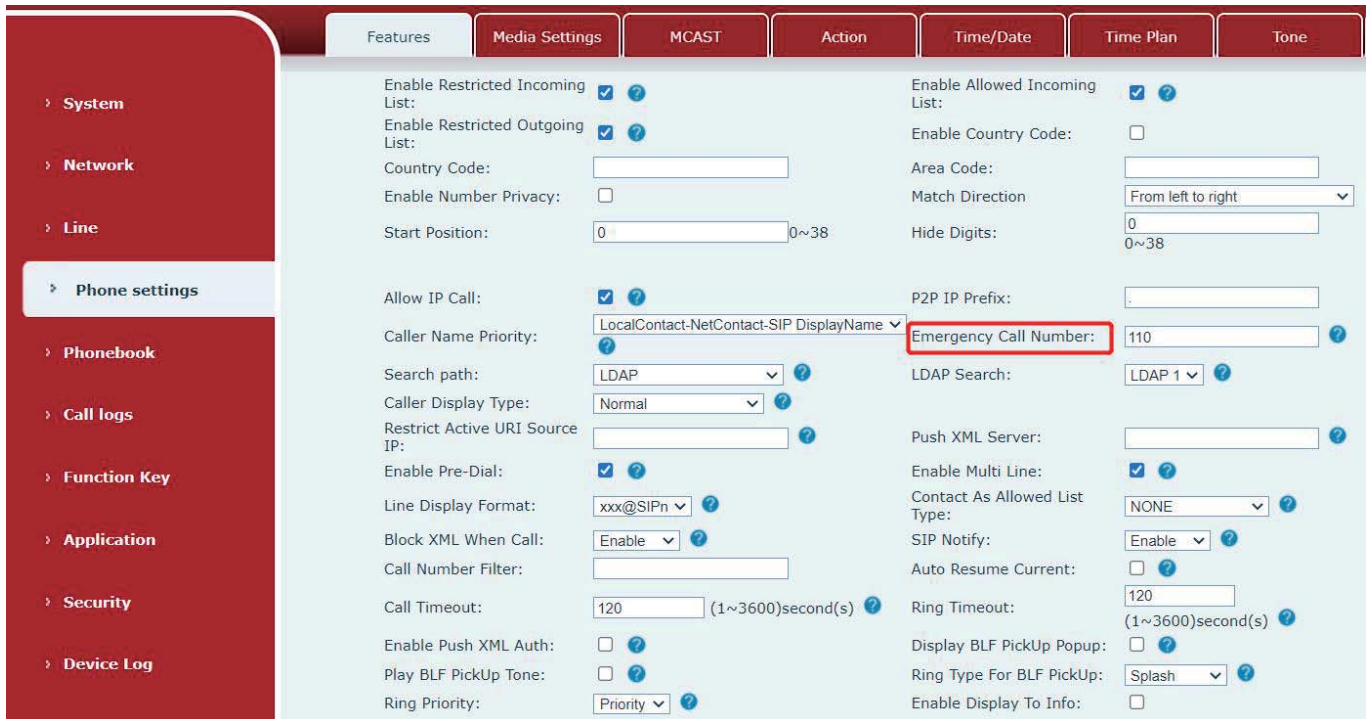 Features Media Settings MCAST Action Time/Date Time Plan Tone
System
Network
Line
Phone settings
Phonebook
Call logs
Function Key
Application
Security
Device Log
Enable Restricted Incoming List: Enable Allowed Incoming List:
Enable Restricted Outgoing List: Enable Country Code:
Country Code: Area Code:
Enable Number Privacy: Match Direction From left to right
Start Position: 0 0~38 Hide Digits: 0 0~38
Allow IP Call: P2P IP Prefix: .
Caller Name Priority: LocalContact-NetContact-SIP DisplayName Emergency Call Number: 110
Search path: LDAP LDAP Search: LDAP 1
Caller Display Type: Normal
Restrict Active URI Source IP: Push XML Server:
Enable Pre-Dial: Enable Multi Line:
Line Display Format: xxx@SIPn Contact As Allowed List Type: NONE
Block XML When Call: Enable SIP Notify: Enable
Call Number Filter: Auto Resume Current:
Call Timeout: 120 (1~3600)second(s) Ring Timeout: 120 (1~3600)second(s)
Enable Push XML Auth: Display BLF PickUp Popup:
Play BLF PickUp Tone: Ring Type For BLF PickUp: Splash
Ring Priority: Priority Enable Display To Info: